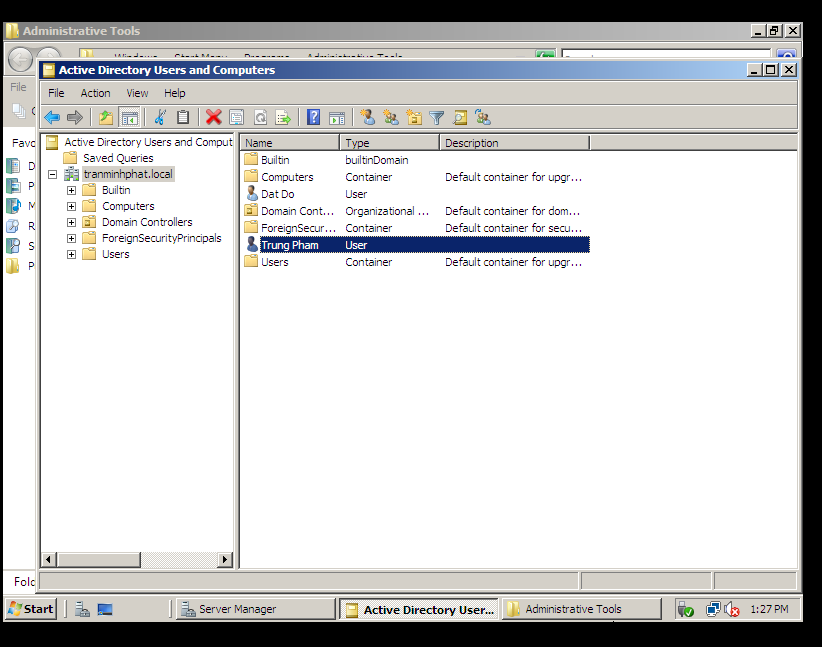 Administrative Tools
Active Directory Users and Computers
File
File Action View Help
Favo
Active Directory Users and Comput
Saved Queries
tranminhphat.local
Builtin
Computers
Domain Controllers
ForeignSecurityPrincipals
Users
Name Type Description
Builtin builtinDomain
Computers Container Default container for upgr...
Dat Do User
Domain Cont... Organizational ... Default container for dom...
ForeignSecur... Container Default container for secu...
Trung Pham User
Users Container Default container for upgr...
D
P
M
R
S
P
Fold
Start Server Manager Active Directory User... Administrative Tools 1:27 PM